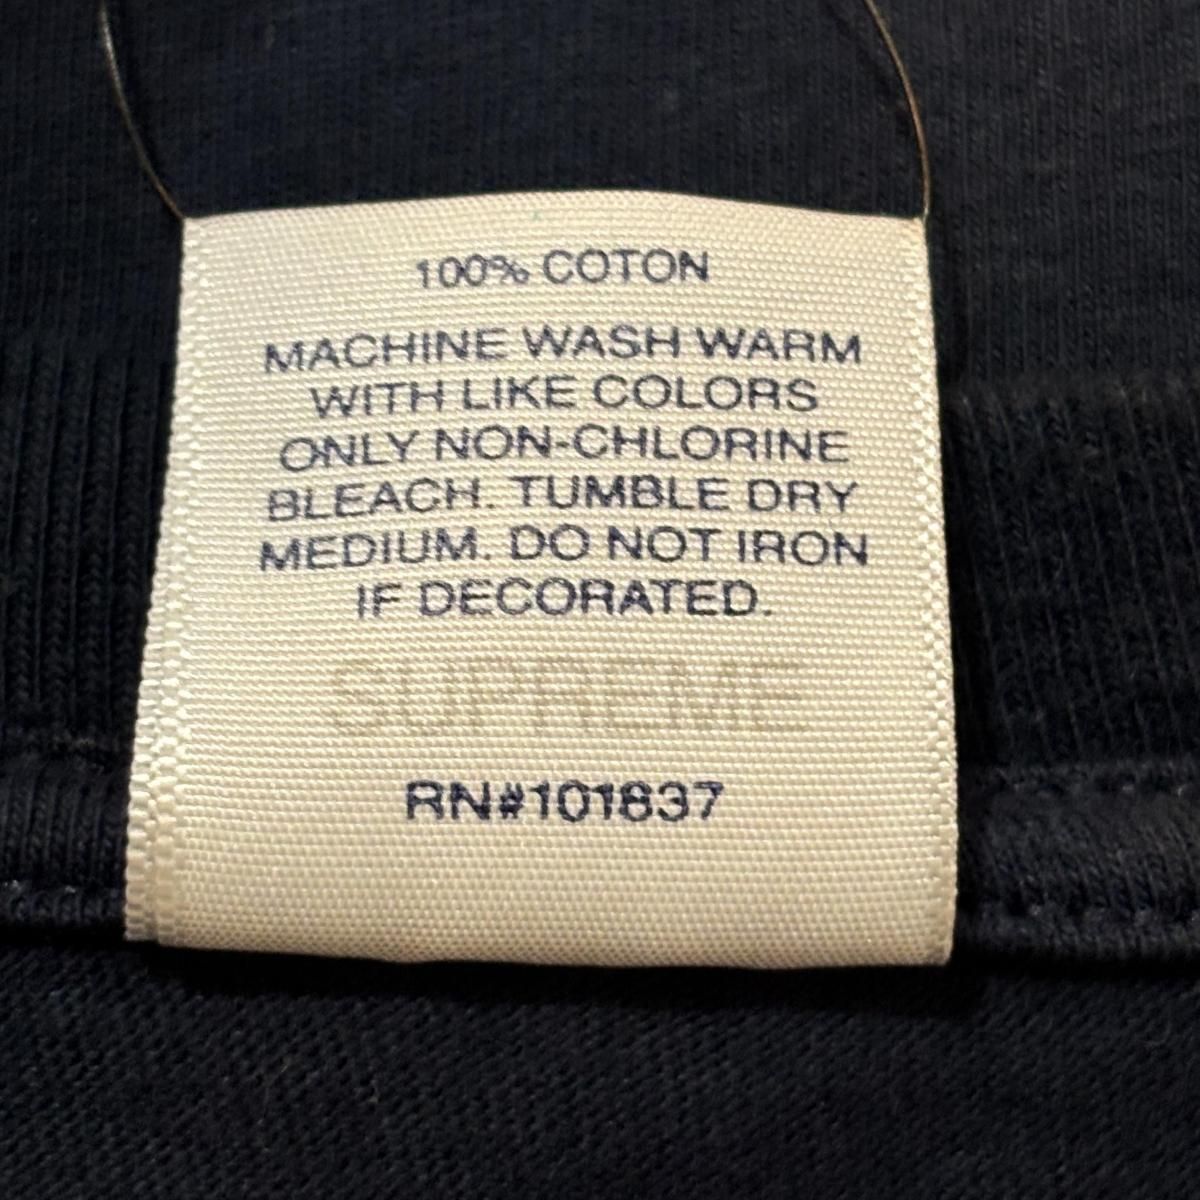 100% COTON
MACHINE WASH WARM
WITH LIKE COLORS
ONLY NON-CHLORINE
BLEACH. TUMBLE DRY
MEDIUM. DO NOT IRON
IF DECORATED.
SUPREME
RN#101837